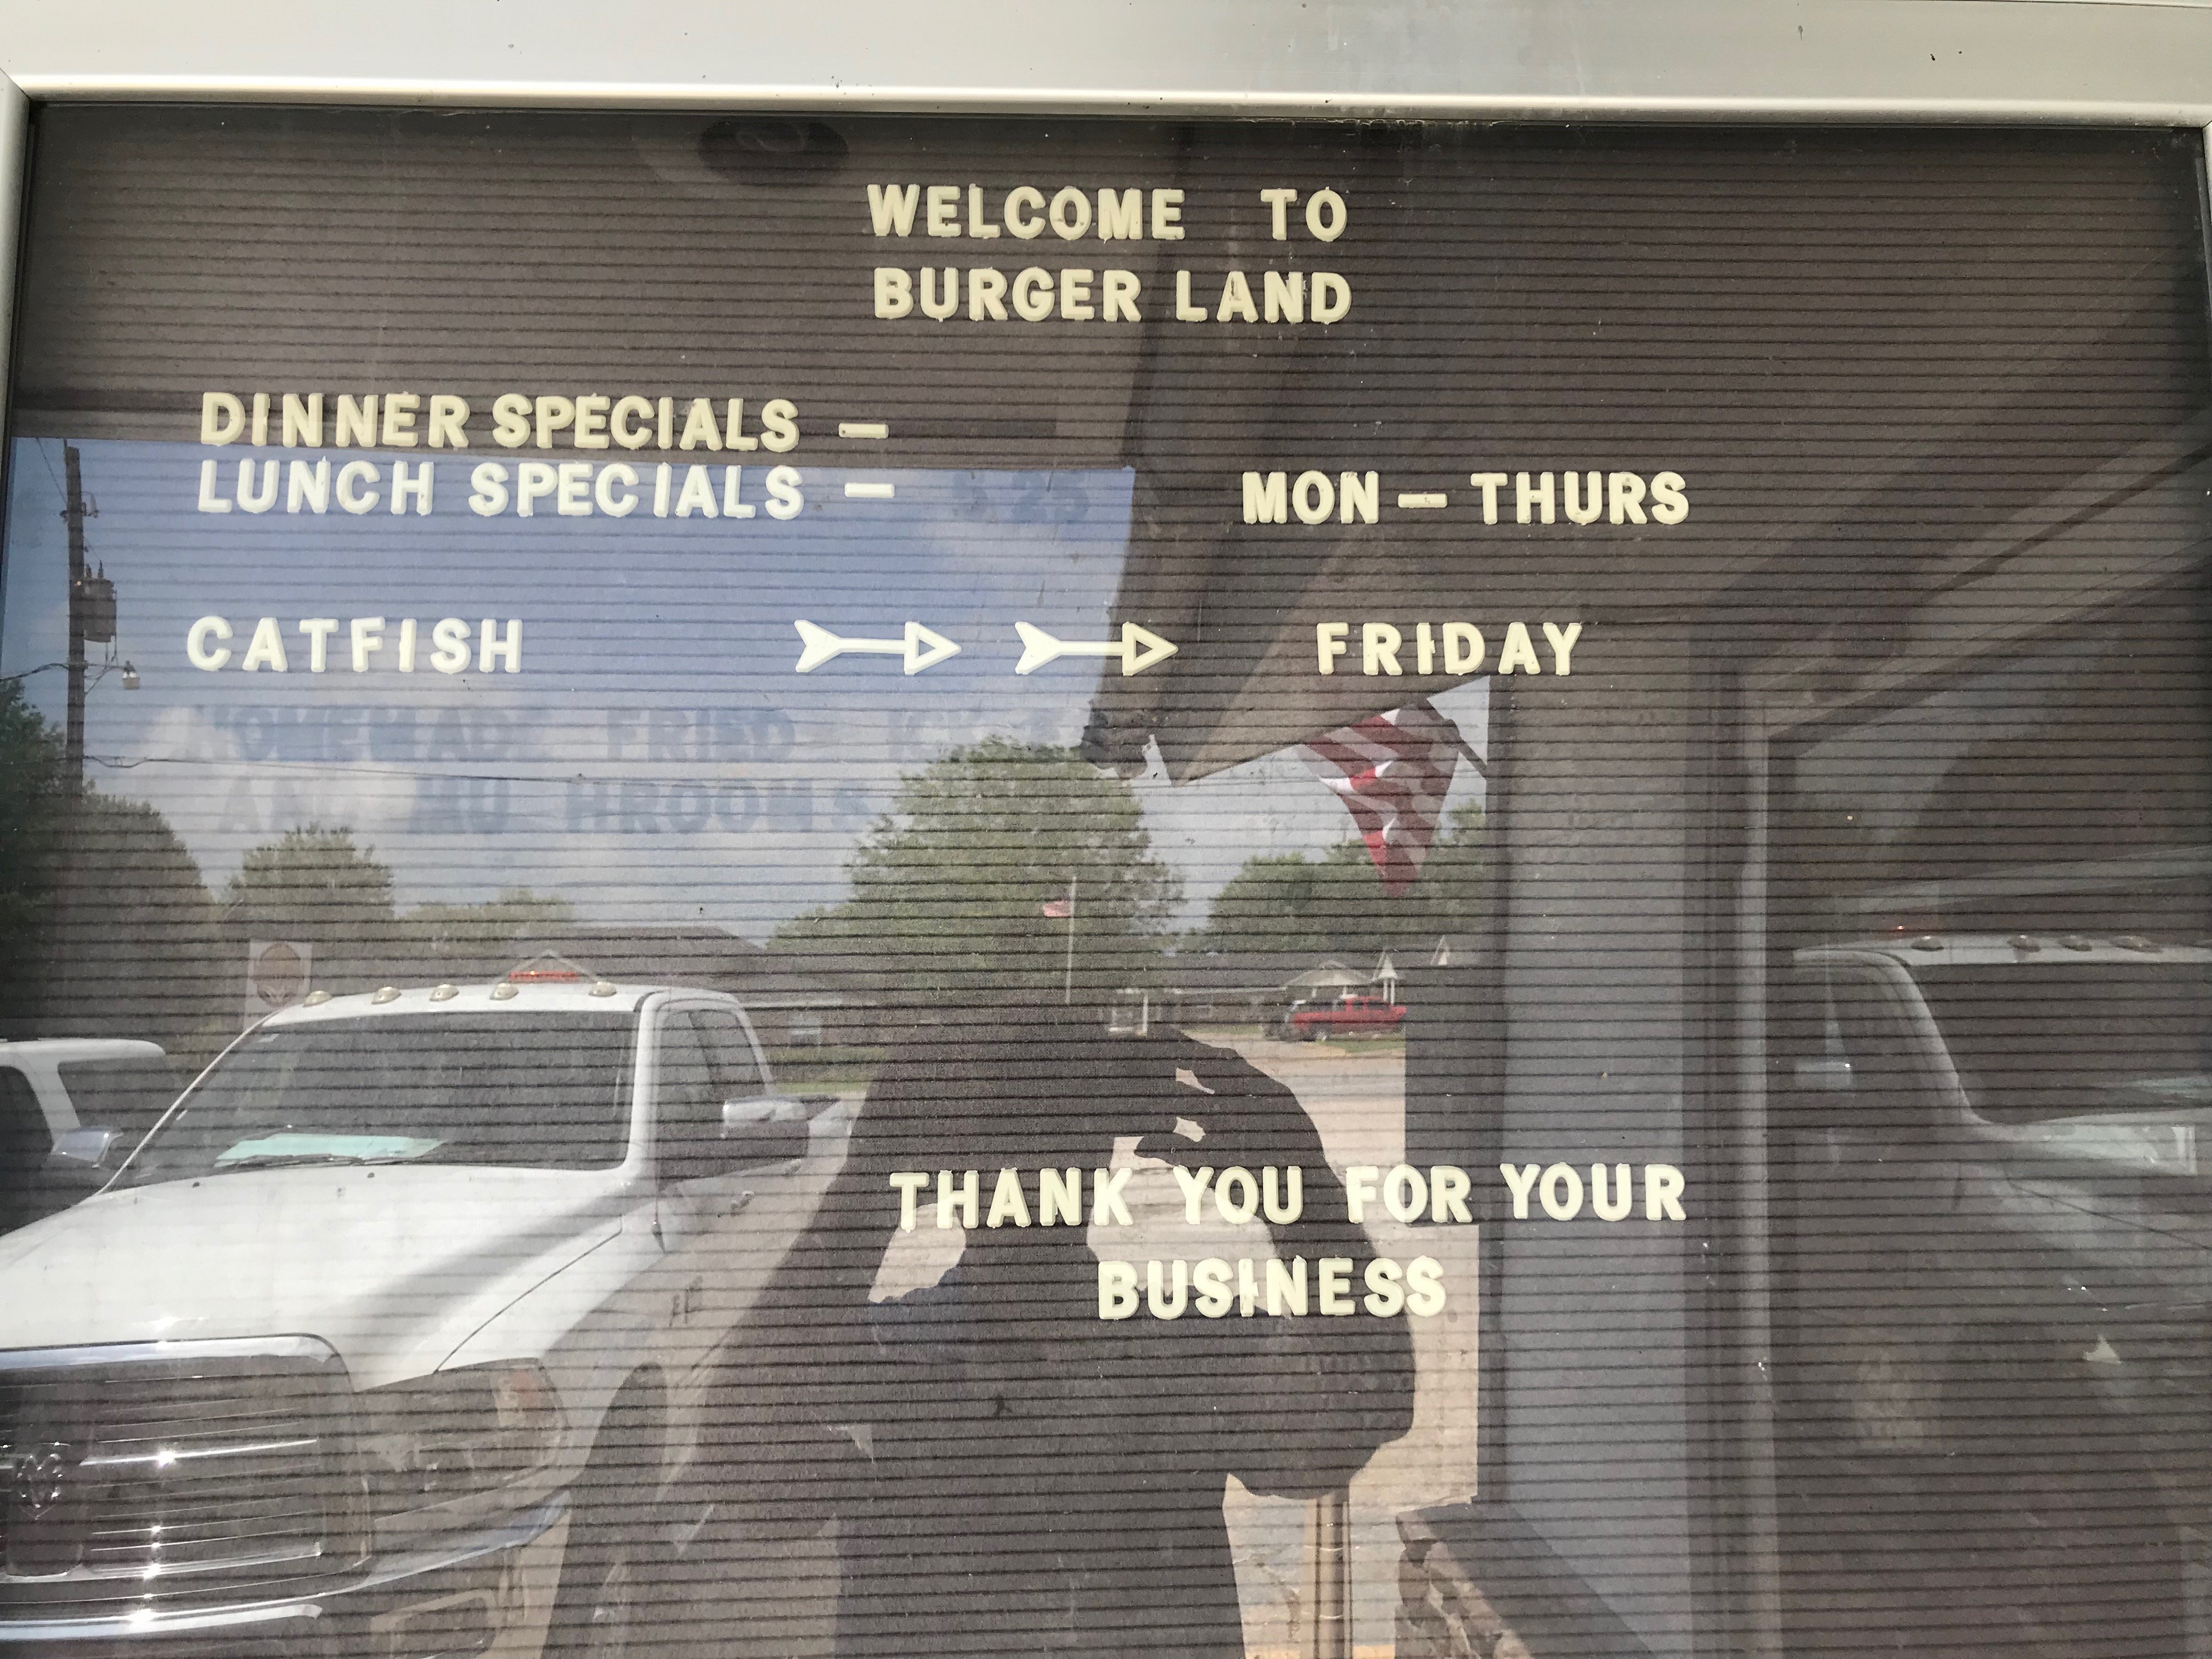 WELCOME TO
BURGER LAND
DINNER SPECIALS —
LUNCH SPECIALS — MON — THURS
CATFISH FRIDAY
THANK YOU FOR YOUR
BUSINESS